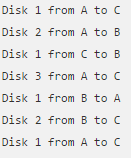 Disk 1 from A to C
Disk 2 from A to B
Disk 1 from C to B
Disk 3 from A to C
Disk 1 from B to A
Disk 2 from B to C
Disk 1 from A to C